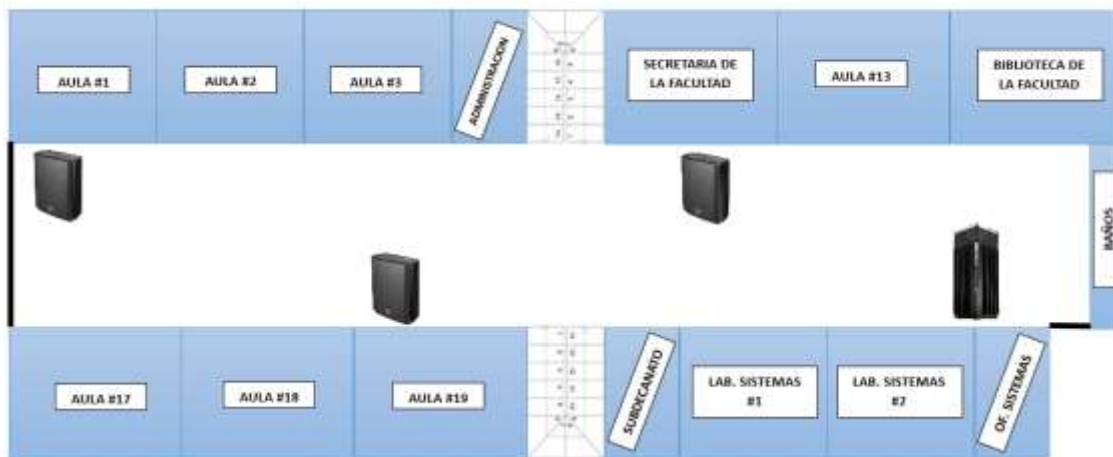 AULA #1
AULA #2
AULA #3
ADMINISTRACION
SECRETARIA DE
LA FACULTAD
AULA #13
BIBLIOTECA DE
LA FACULTAD
BAÑOS
AULA #17
AULA #18
AULA #19
SUBDECANATO
LAB. SISTEMAS
#1
LAB. SISTEMAS
#2
OF. SISTEMAS